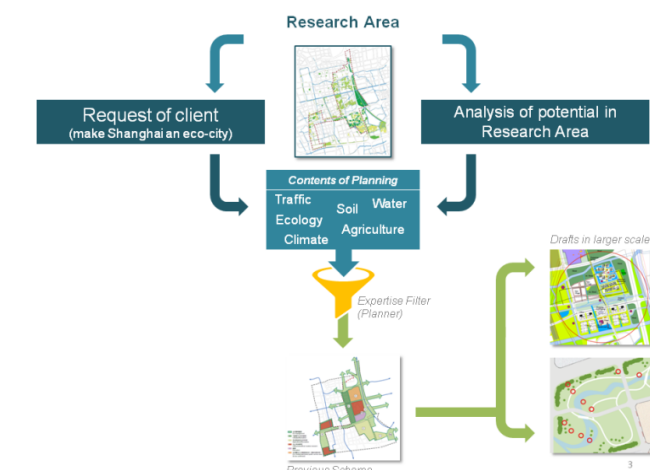 Research Area
Request of client
(make Shanghai an eco-city)
Analysis of potential in
Research Area
Contents of Planning
Traffic
Soil
Water
Ecology
Agriculture
Climate
Drafts in larger scale
Expertise Filter
(Planner)
Previous Scheme
3